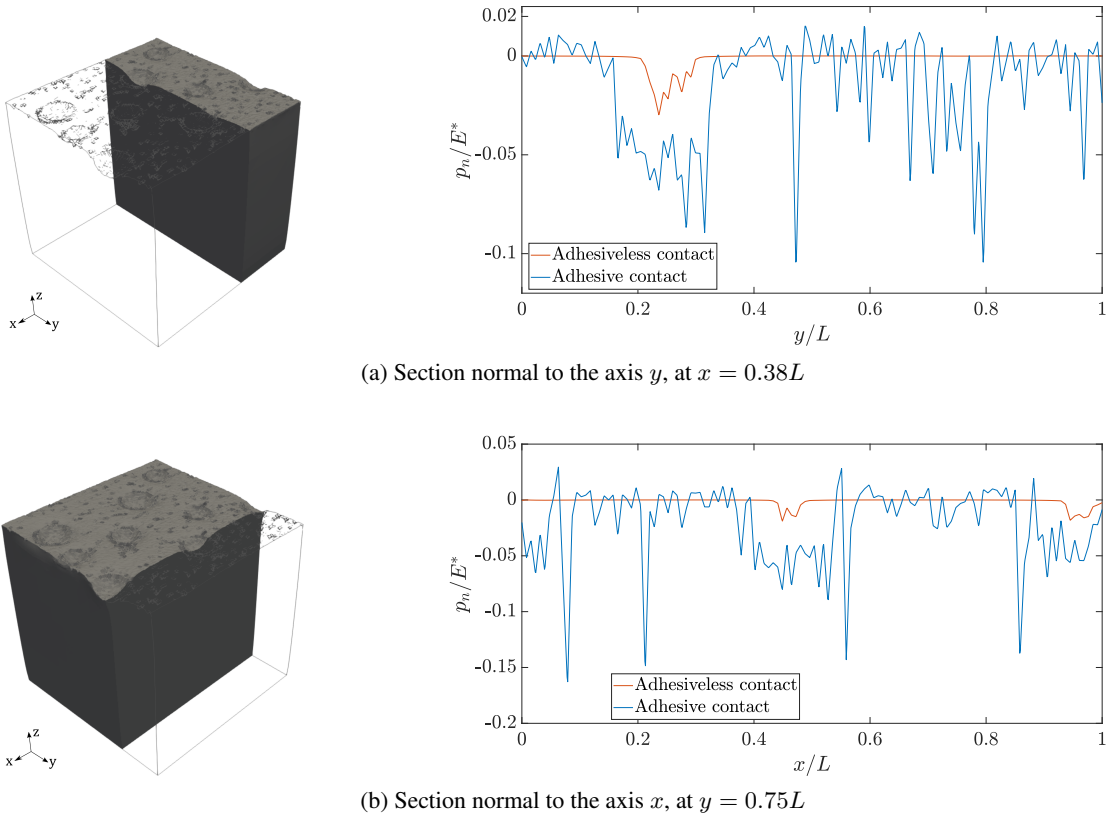 0.02
0
-0.05
-0.1
p_n/E*
Adhesiveless contact
Adhesive contact
0 0.2 0.4 0.6 0.8 1
y/L
z
x y
(a) Section normal to the axis y, at x = 0.38L
0.05
0
-0.05
-0.1
-0.15
-0.2
p_n/E*
Adhesiveless contact
Adhesive contact
0 0.2 0.4 0.6 0.8 1
x/L
z
x y
(b) Section normal to the axis x, at y = 0.75L